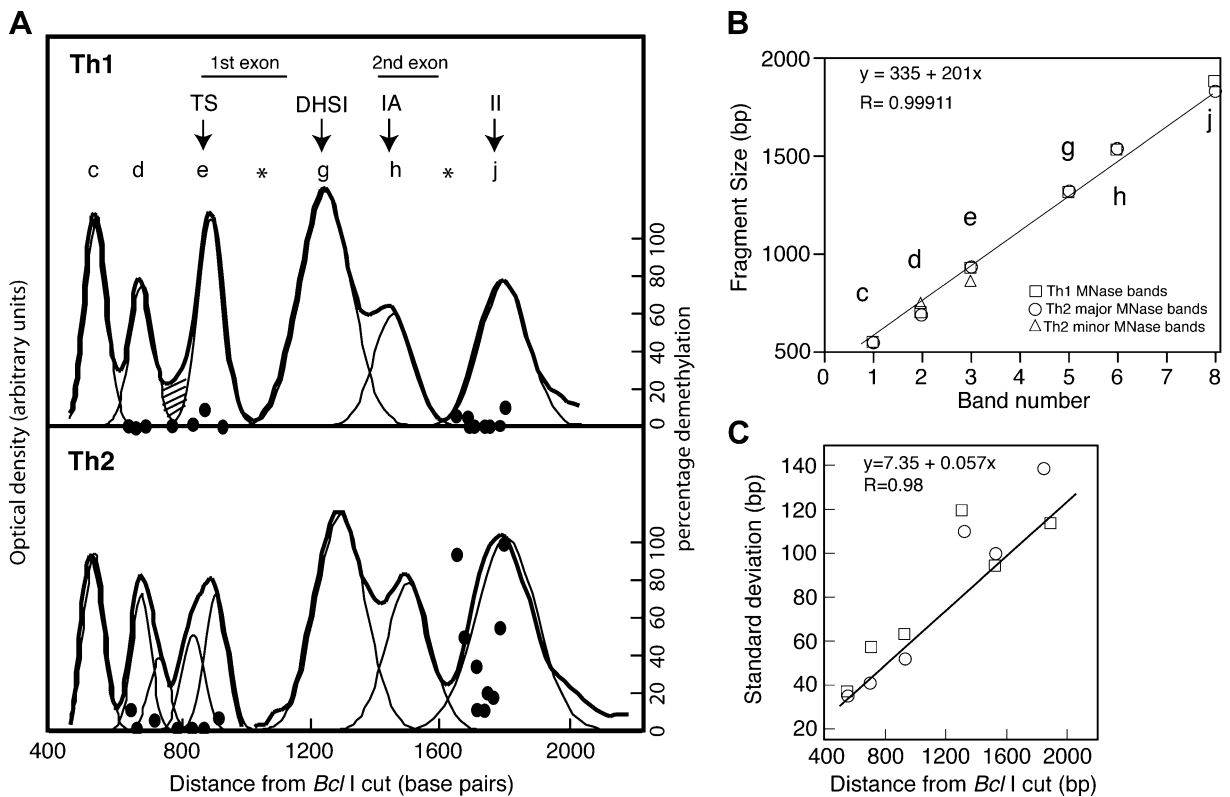 A
Th1
1st exon
2nd exon
TS
DHSI
IA
II
c d e * g h * j
Optical density (arbitrary units)
percentage demethylation
100
80
60
40
20
0
Th2
100
80
60
40
20
0
400 800 1200 1600 2000
Distance from Bcl I cut (base pairs)
B
y = 335 + 201x
R= 0.99911
Fragment Size (bp)
2000
1500
1000
500
c
d
e
g
h
j
Th1 MNase bands
Th2 major MNase bands
Th2 minor MNase bands
0 1 2 3 4 5 6 7 8
Band number
C
y=7.35 + 0.057x
R=0.98
Standard deviation (bp)
140
120
100
80
60
40
20
400 800 1200 1600 2000
Distance from Bcl I cut (bp)